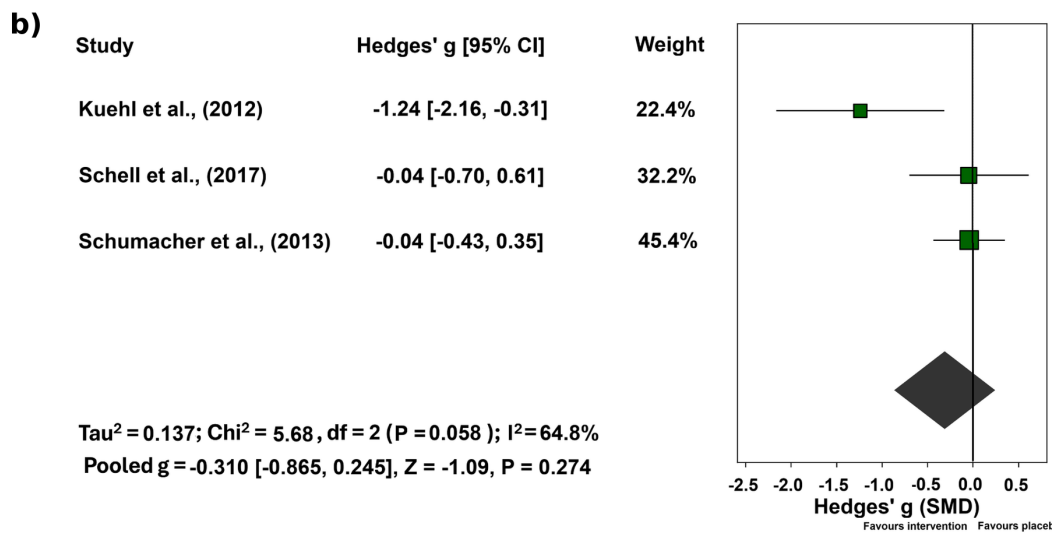 b)
Study Hedges' g [95% CI] Weight
Kuehl et al., (2012) -1.24 [-2.16, -0.31] 22.4%
Schell et al., (2017) -0.04 [-0.70, 0.61] 32.2%
Schumacher et al., (2013) -0.04 [-0.43, 0.35] 45.4%
Tau² = 0.137; Chi² = 5.68, df = 2 (P = 0.058 ); I² = 64.8%
Pooled g = -0.310 [-0.865, 0.245], Z = -1.09, P = 0.274
-2.5 -2.0 -1.5 -1.0 -0.5 0.0 0.5
Hedges' g (SMD)
Favours intervention Favours placeb